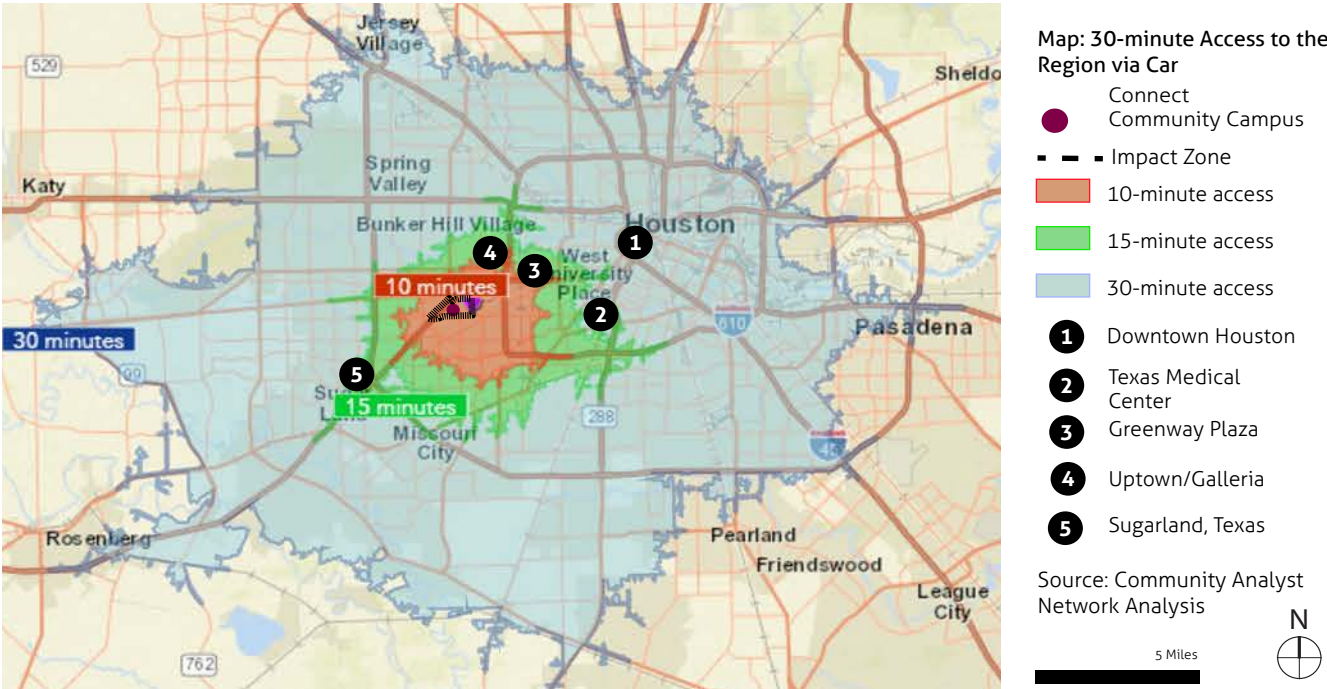 Jersey
Village
529
Sheldo
Spring
Valley
Katy
Bunker Hill Village
Houston
1
4
West
3
niversity
Place
10 minutes
2
610
Pasadena
30 minutes
99
5
15 minutes
288
Missouri
City
45
Rosenberg
Pearland
Friendswood
League
City
762
Map: 30-minute Access to the
Region via Car
Connect
Community Campus
Impact Zone
10-minute access
15-minute access
30-minute access
1 Downtown Houston
2 Texas Medical
Center
3 Greenway Plaza
4 Uptown/Galleria
5 Sugarland, Texas
Source: Community Analyst
Network Analysis
N
5 Miles